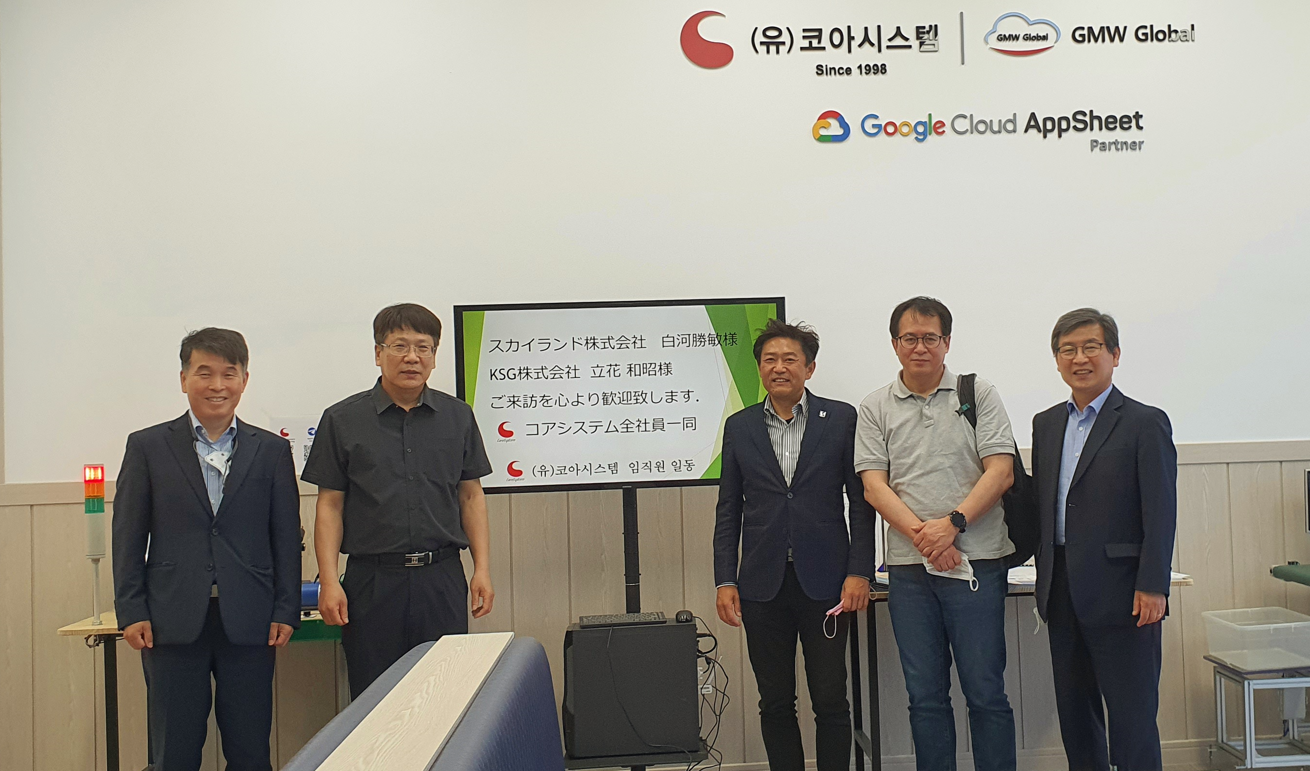 (유)코아시스템
Since 1998
GMW Global
GMW Global
Google Cloud AppSheet
Partner
スカイランド株式会社 白河勝敏様
KSG株式会社 立花 和昭様
ご来訪を心より歓迎致します.
コアシステム全社員一同
(유)코아시스템 임직원 일동